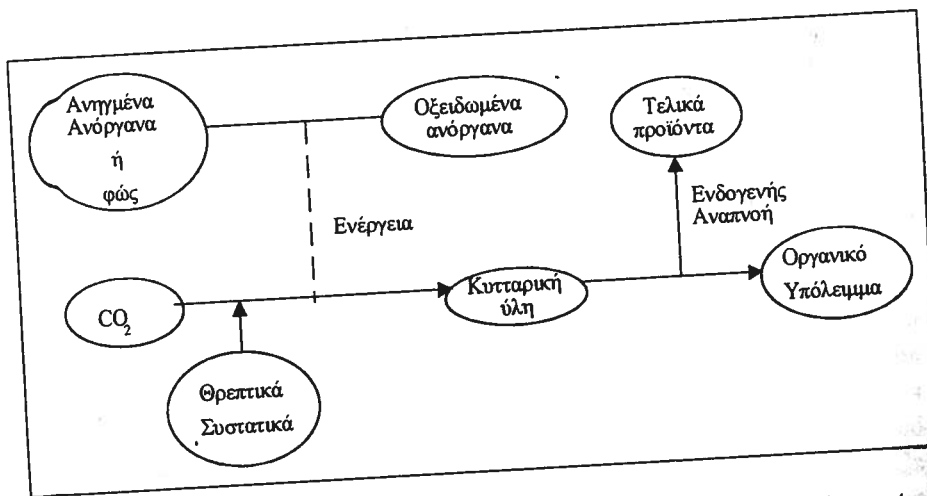 Ανηγμένα
Ανόργανα
ή
φώς
Οξειδωμένα
ανόργανα
Τελικά
προϊόντα
Ενέργεια
Ενδογενής
Αναπνοή
CO₂
Κυτταρική
ύλη
Οργανικό
Υπόλειμμα
Θρεπτικά
Συστατικά